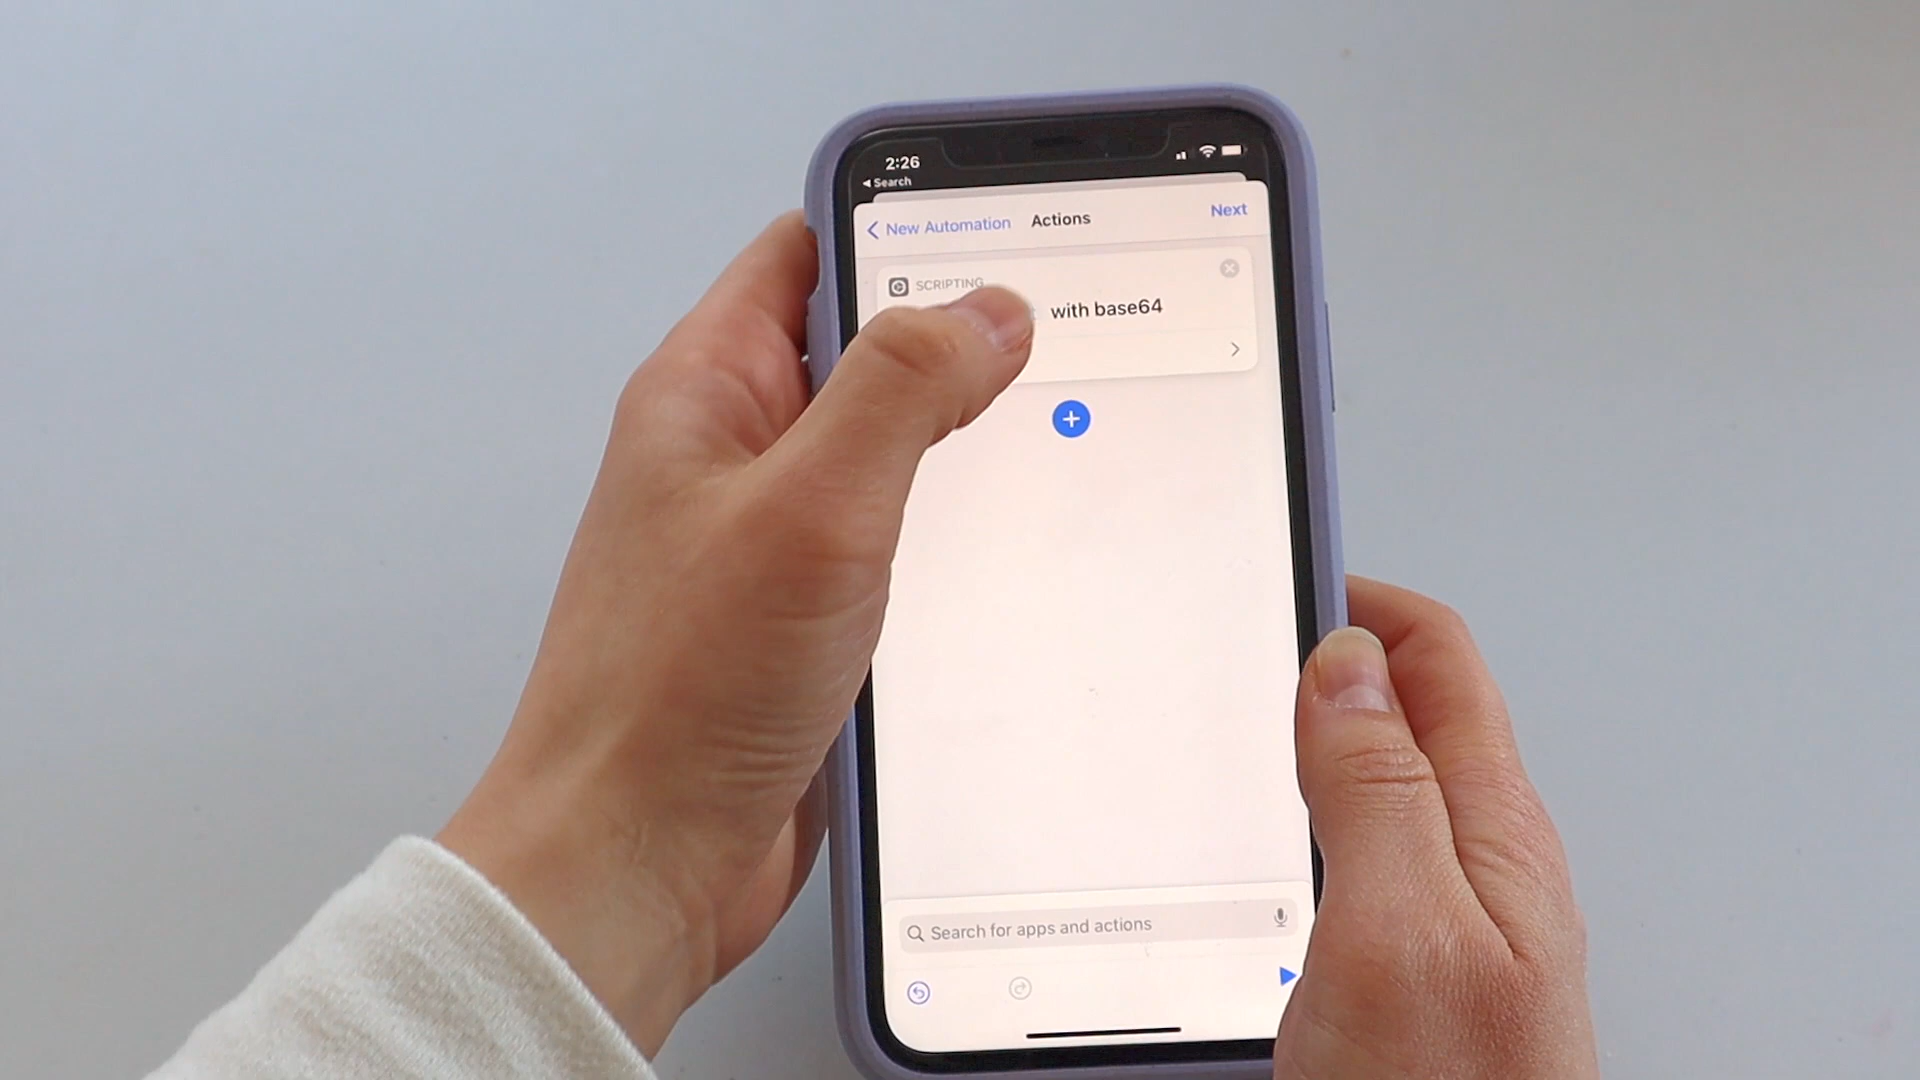 2:26
◀ Search
New Automation Actions Next
SCRIPTING
with base64
Search for apps and actions